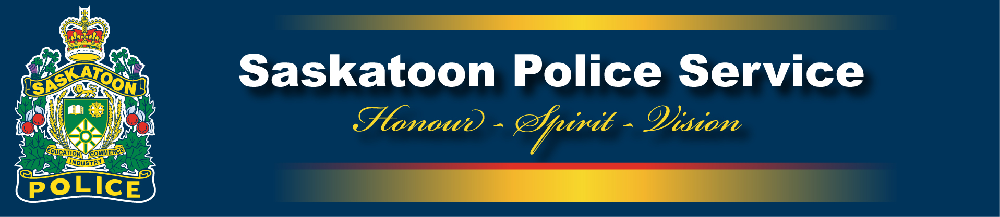 SASKATOON
EDUCATION COMMERCE
INDUSTRY
POLICE
Saskatoon Police Service
Honour - Spirit - Vision